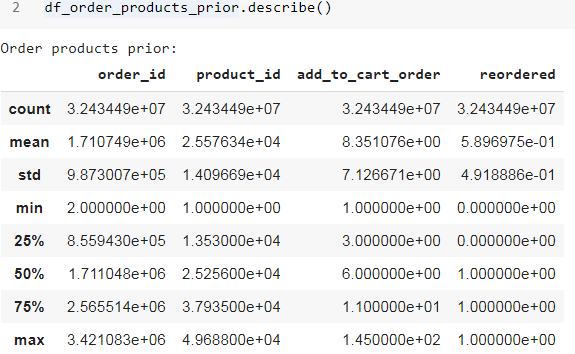 2 df_order_products_prior.describe()
Order products prior:
order_id product_id add_to_cart_order reordered
count 3.243449e+07 3.243449e+07 3.243449e+07 3.243449e+07
mean 1.710749e+06 2.557634e+04 8.351076e+00 5.896975e-01
std 9.873007e+05 1.409669e+04 7.126671e+00 4.918886e-01
min 2.000000e+00 1.000000e+00 1.000000e+00 0.000000e+00
25% 8.559430e+05 1.353000e+04 3.000000e+00 0.000000e+00
50% 1.711048e+06 2.525600e+04 6.000000e+00 1.000000e+00
75% 2.565514e+06 3.793500e+04 1.100000e+01 1.000000e+00
max 3.421083e+06 4.968800e+04 1.450000e+02 1.000000e+00